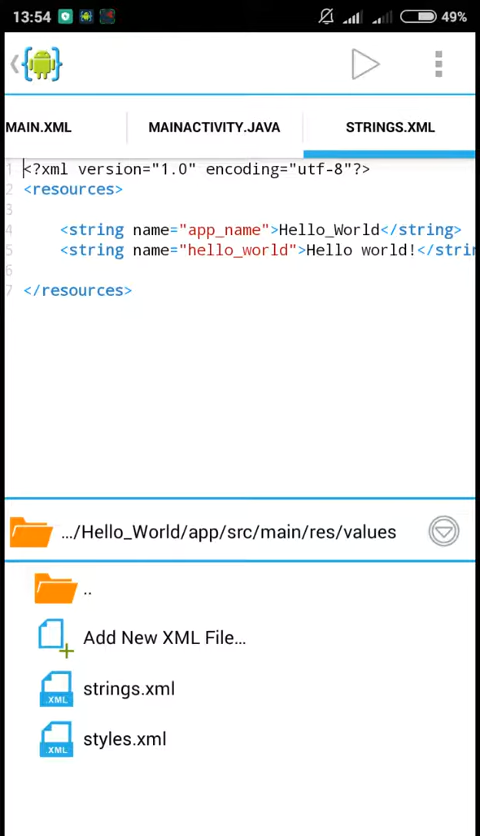 13:54 49%
MAIN.XML MAINACTIVITY.JAVA STRINGS.XML
1 <?xml version="1.0" encoding="utf-8"?>
2 <resources>
3
4 <string name="app_name">Hello_World</string>
5 <string name="hello_world">Hello world!</strin
6
7 </resources>
.../Hello_World/app/src/main/res/values
..
Add New XML File...
XML strings.xml
XML styles.xml